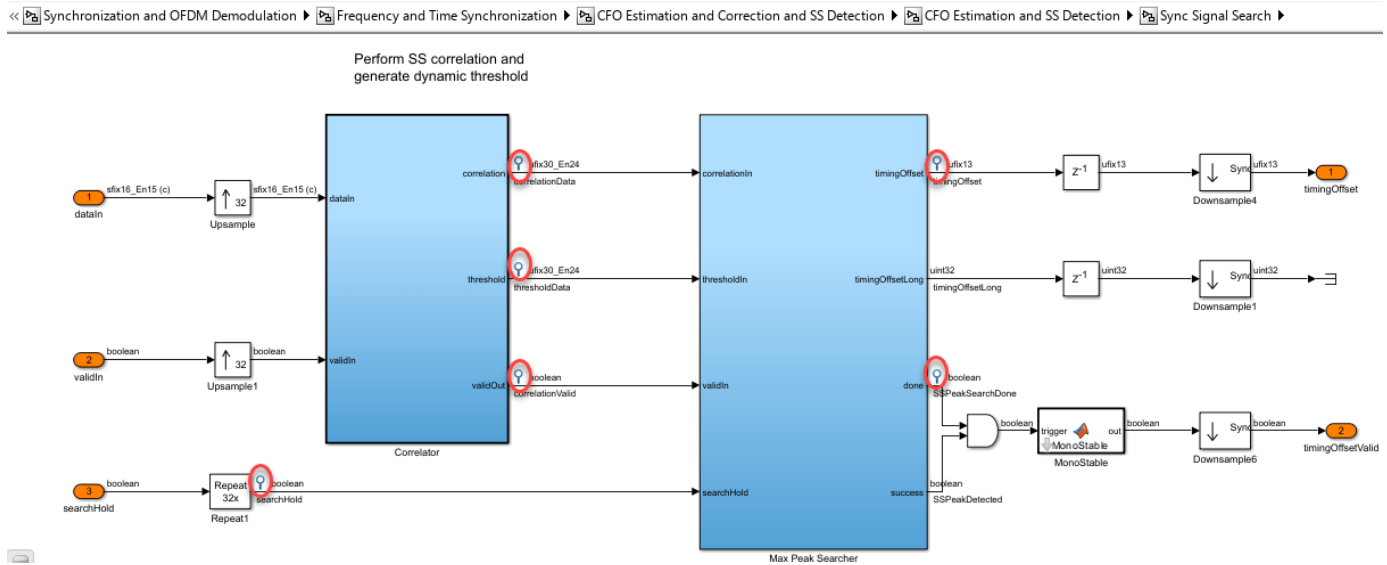 « Synchronization and OFDM Demodulation ▶ Frequency and Time Synchronization ▶ CFO Estimation and Correction and SS Detection ▶ CFO Estimation and SS Detection ▶ Sync Signal Search ▶
Perform SS correlation and
generate dynamic threshold
1
dataIn
sfix16_En15 (c)
32
Upsample
sfix16_En15 (c)
2
validIn
boolean
32
Upsample1
boolean
3
searchHold
boolean
Repeat
32x
Repeat1
boolean
searchHold
dataIn
validIn
correlation
threshold
validOut
Correlator
ufix30_En24
correlationData
ufix30_En24
thresholdData
boolean
correlationValid
correlationIn
thresholdIn
validIn
searchHold
timingOffset
timingOffsetLong
done
success
Max Peak Searcher
ufix13
timingOffset
z-1
ufix13
Sync
Downsample4
ufix13
1
timingOffset
uint32
timingOffsetLong
z-1
uint32
Sync
Downsample1
uint32
boolean
SSPeakSearchDone
boolean
SSPeakDetected
boolean
trigger
out
MonoStable
MonoStable
boolean
Sync
Downsample6
boolean
2
timingOffsetValid